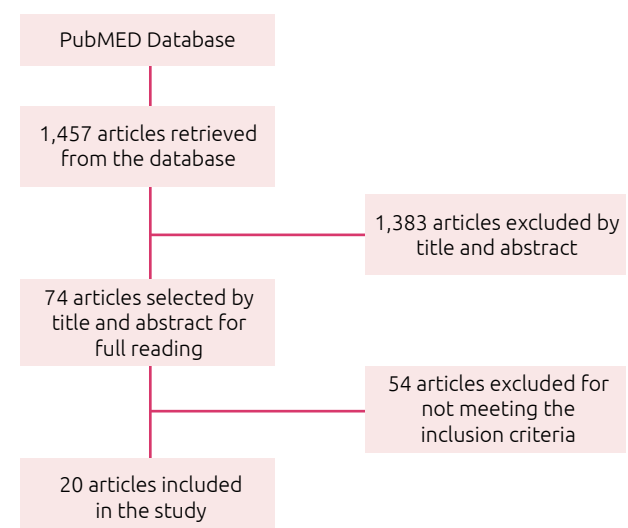 PubMED Database
1,457 articles retrieved
from the database
1,383 articles excluded by
title and abstract
74 articles selected by
title and abstract for
full reading
54 articles excluded for
not meeting the
inclusion criteria
20 articles included
in the study